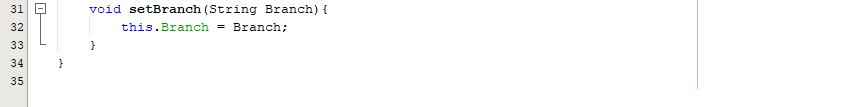 31 void setBranch(String Branch){
32 this.Branch = Branch;
33 }
34 }
35